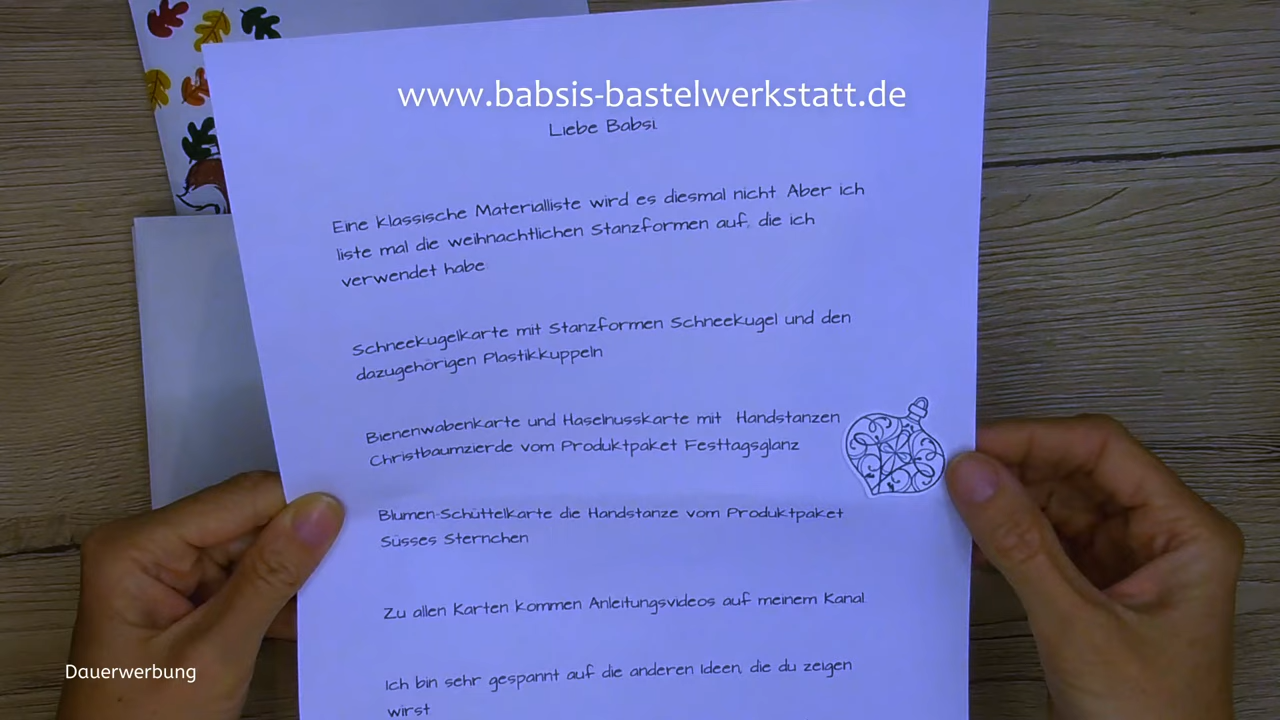 www.babsis-bastelwerkstatt.de
Liebe Babsi.
Eine klassische Materialliste wird es diesmal nicht. Aber ich
liste mal die weihnachtlichen Stanzformen auf, die ich
verwendet habe.
Schneekugelkarte mit Stanzformen Schneekugel und den
dazugehörigen Plastikkuppeln
Bienenwabenkarte und Haselnusskarte mit Handstanzen
Christbaumzierde vom Produktpaket Festtagsglanz
Blumen-Schüttelkarte die Handstanze vom Produktpaket
Süsses Sternchen
Zu allen Karten kommen Anleitungsvideos auf meinem Kanal.
Ich bin sehr gespannt auf die anderen Ideen, die du zeigen
wirst.
Dauerwerbung